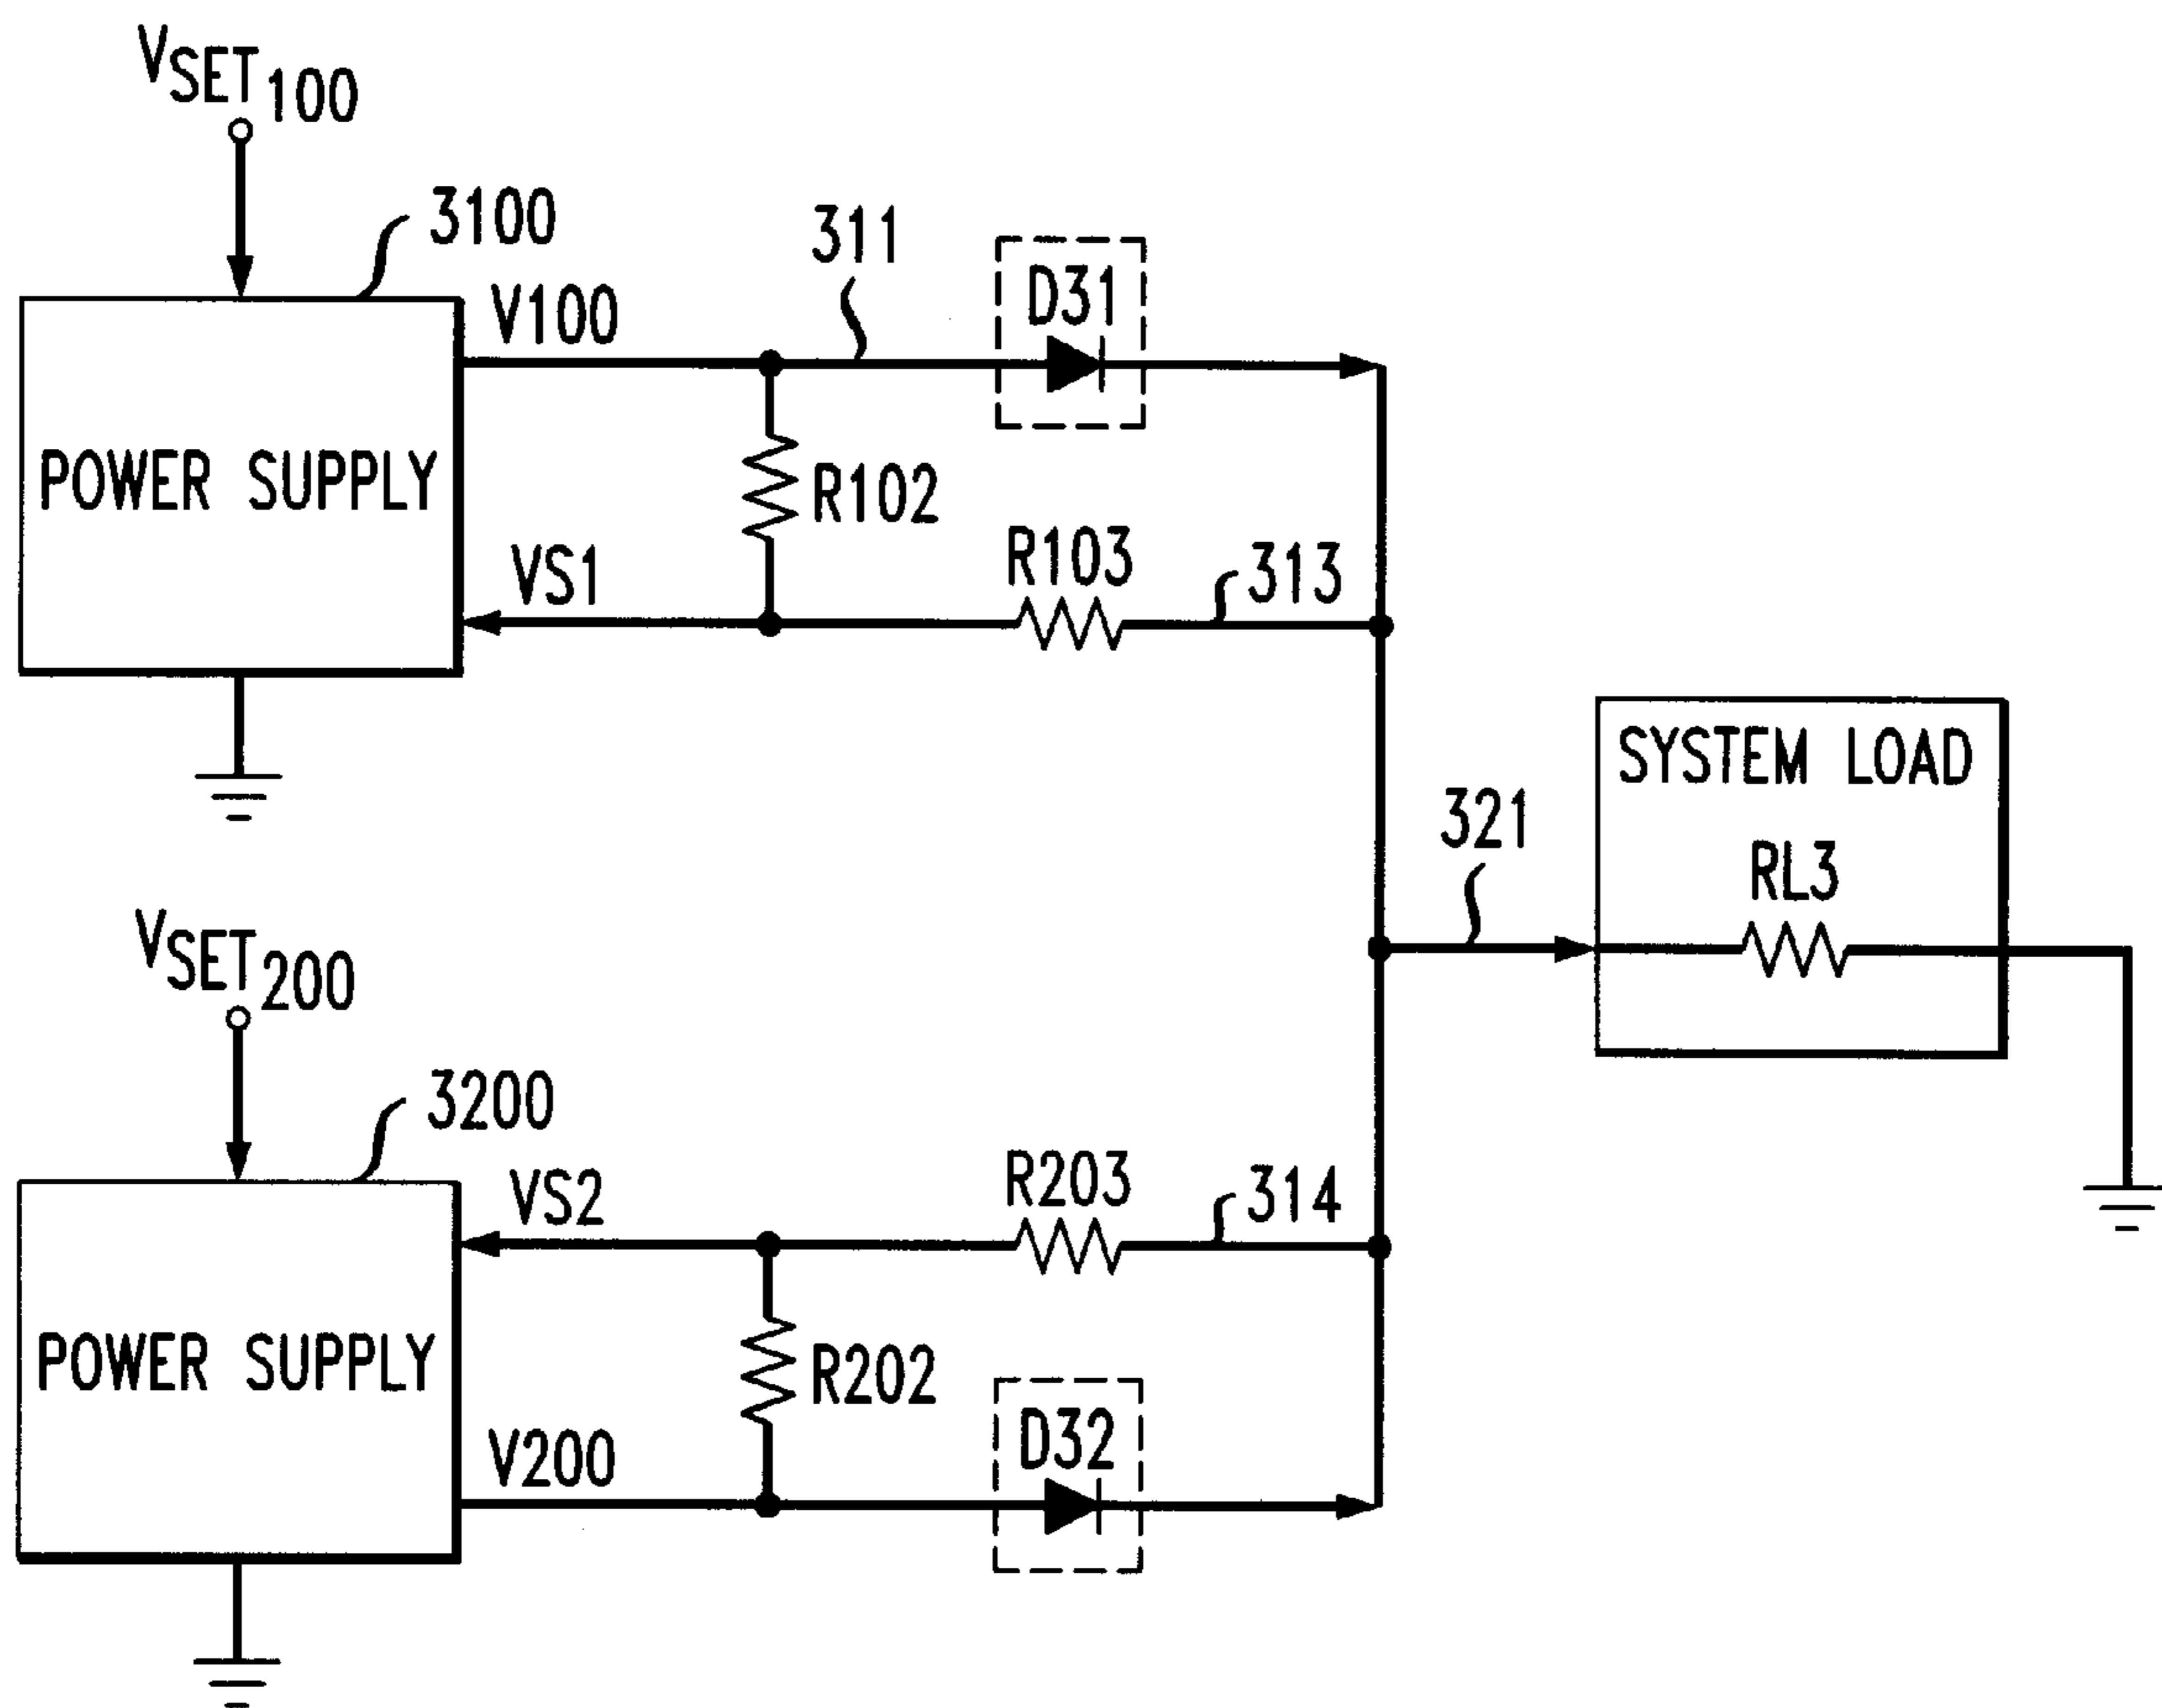 VSET100
3100
311
D31
V100
POWER SUPPLY
R102
VS1
R103
313
SYSTEM LOAD
321
RL3
VSET200
3200
VS2
R203
314
POWER SUPPLY
R202
D32
V200